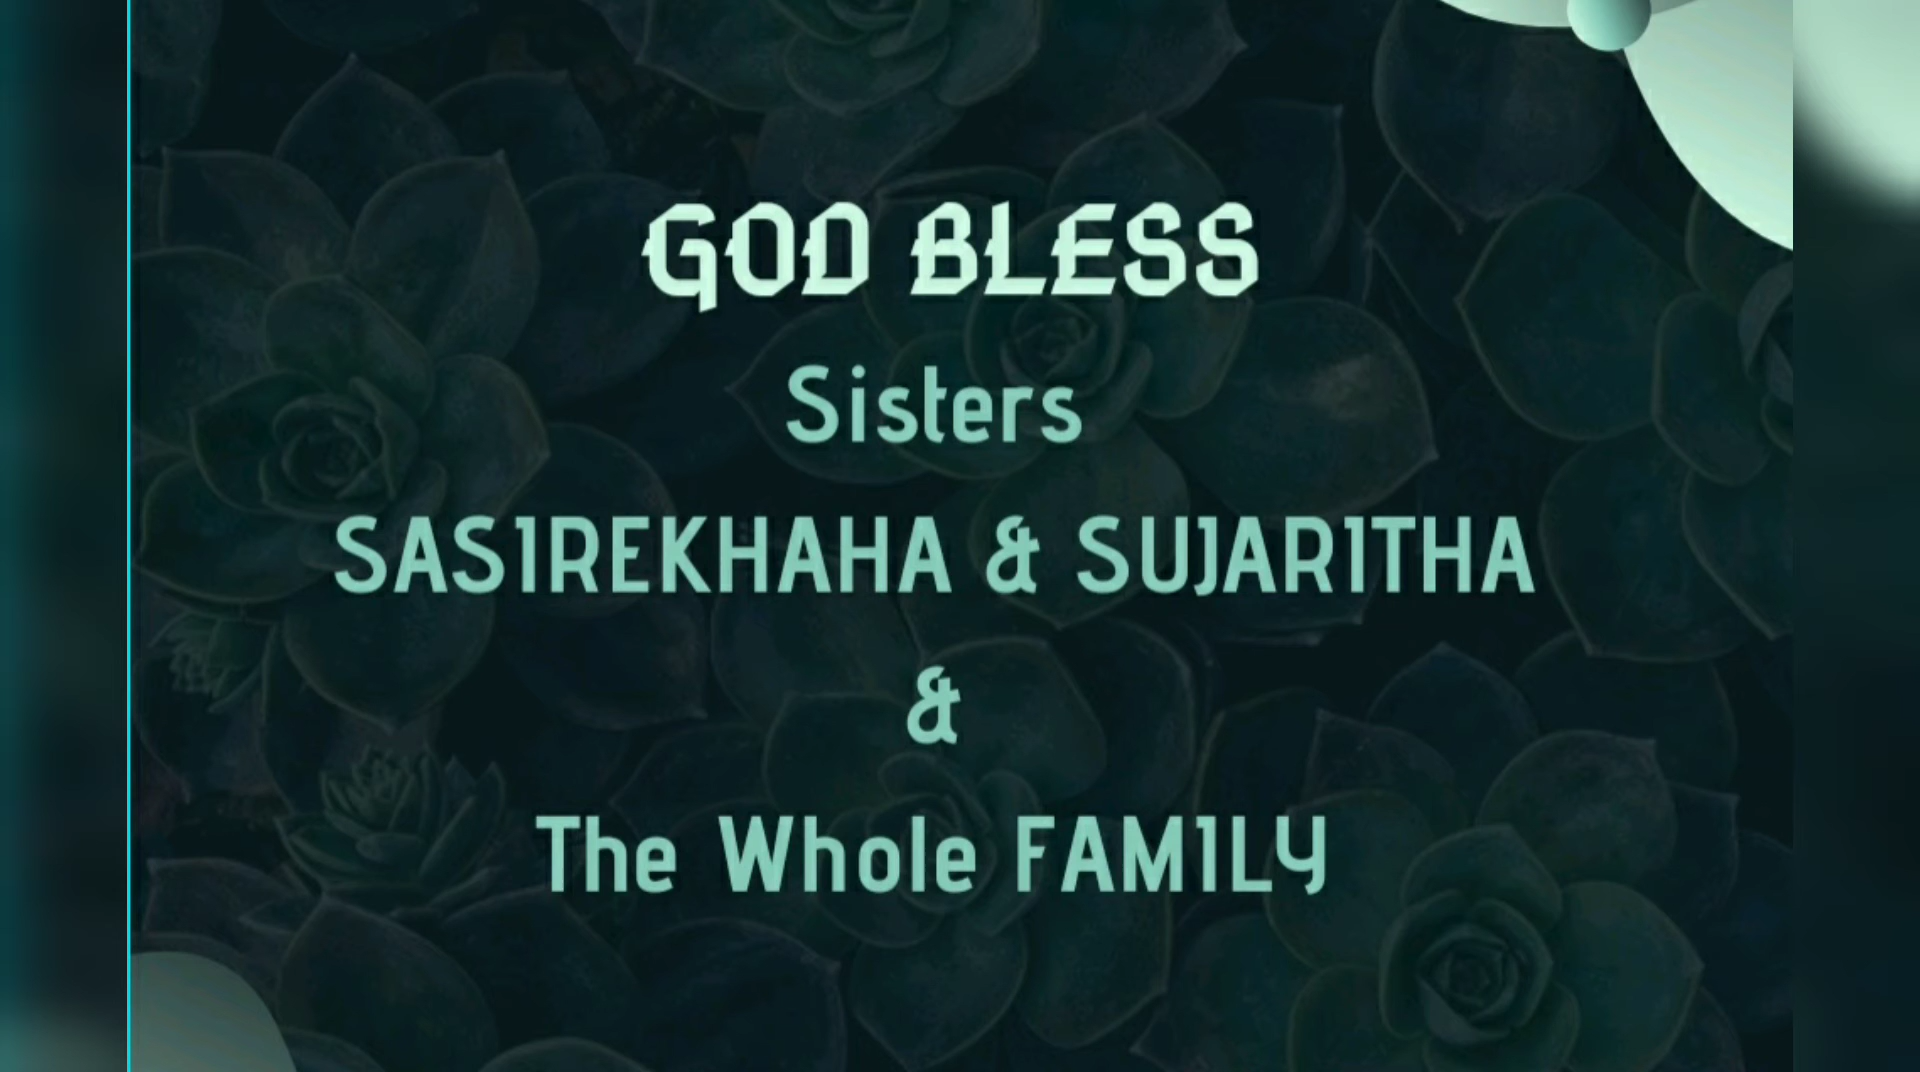 GOD BLESS
Sisters
SASIREKHAHA & SUJARITHA
&
The Whole FAMILY